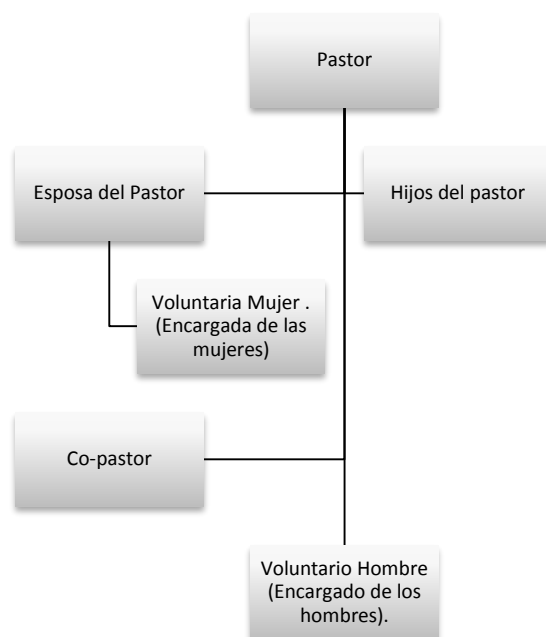 Pastor
Esposa del Pastor
Hijos del pastor
Voluntaria Mujer .
(Encargada de las
mujeres)
Co-pastor
Voluntario Hombre
(Encargado de los
hombres).